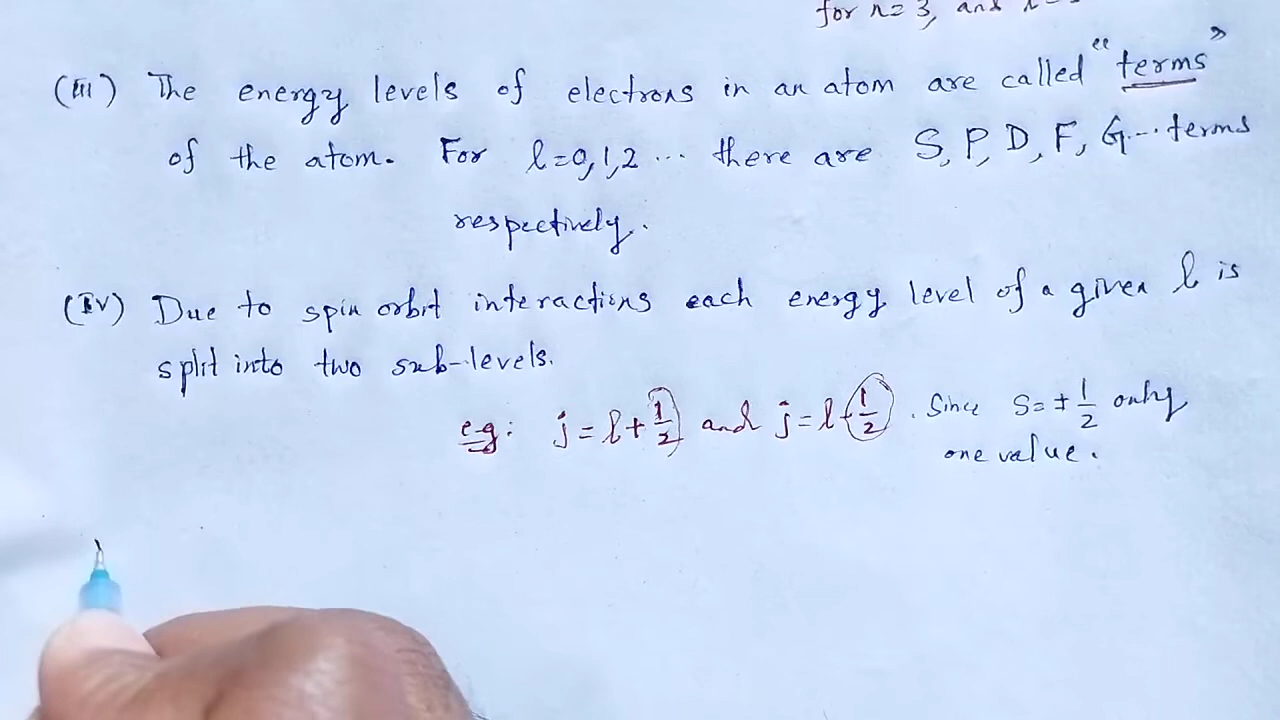 for n=3, and
(iii) The energy levels of electrons in an atom are called "terms"
of the atom. For l=0,1,2 ... there are S, P, D, F, G... terms
respectively.
(iv) Due to spin orbit interactions each energy level of a given l is
split into two sub-levels.
e.g: j = l + 1/2 and j = l - 1/2 . Since S = ± 1/2 only
one value.